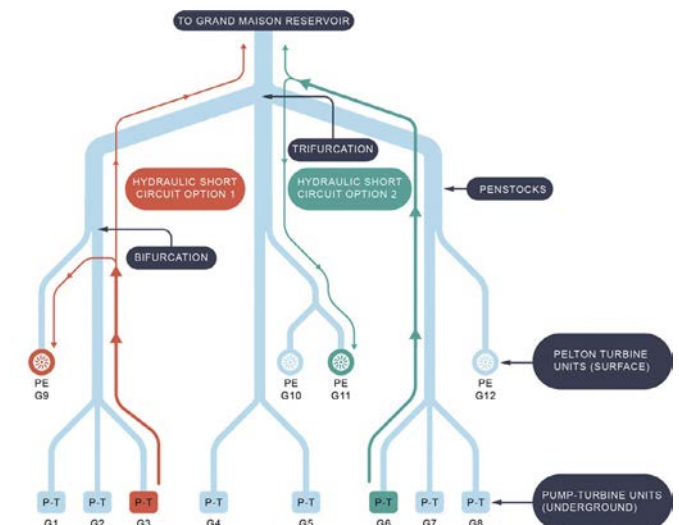 TO GRAND MAISON RESERVOIR
TRIFURCATION
HYDRAULIC SHORT
CIRCUIT OPTION 1
HYDRAULIC SHORT
CIRCUIT OPTION 2
PENSTOCKS
BIFURCATION
PE
G9
PE
G10
PE
G11
PE
G12
PELTON TURBINE
UNITS (SURFACE)
P-T
P-T
P-T
P-T
P-T
P-T
P-T
P-T
PUMP-TURBINE UNITS
(UNDERGROUND)
G1
G2
G3
G4
G5
G6
G7
G8